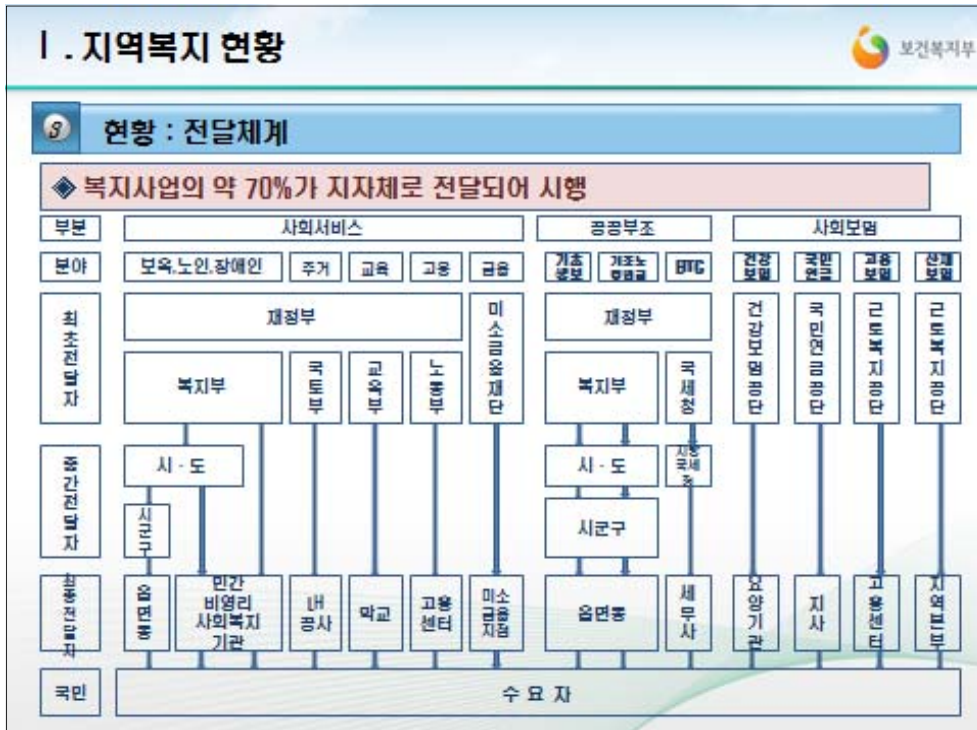 Ⅰ. 지역복지 현황
보건복지부
3 현황 : 전달체계
◈ 복지사업의 약 70%가 지자체로 전달되어 시행
부분 사회서비스 공공부조 사회보험
분야 보육,노인,장애인 주거 교육 고용 금융 기초생보 기초노령연금 EITC 건강보험 국민연금 고용보험 산재보험
최초전달자 재정부 미소금융재단 재정부 건강보험공단 국민연금공단 근로복지공단 근로복지공단
복지부 국토부 교육부 노동부 복지부 국세청
중간전달자 시·도 시·도 지방국세청
시군구 시군구
최종전달자 읍면동 민간비영리사회복지기관 LH공사 학교 고용센터 미소금융지점 읍면동 세무사 요양기관 지사 고용센터 지역본부
국민 수 요 자